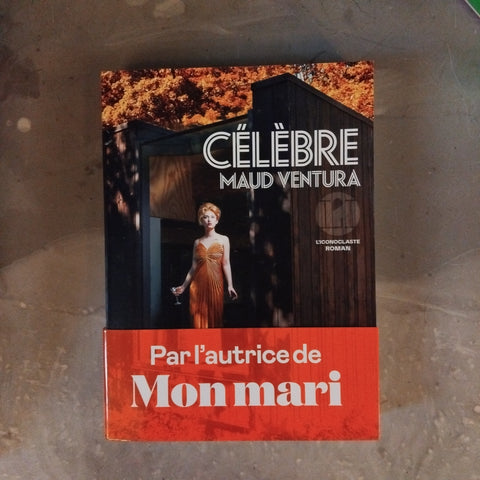 CÉLÈBRE
MAUD VENTURA
L'ICONOCLASTE
ROMAN
Par l'autrice de
Mon mari